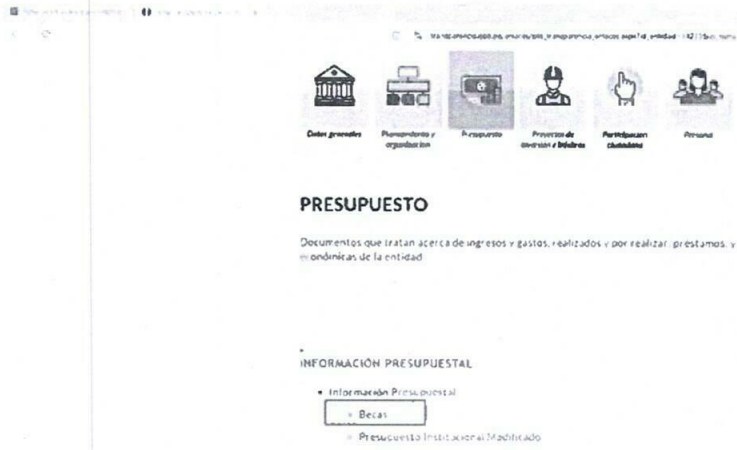 Datos generales
Planeamiento y organización
Presupuesto
Proyectos de inversión e Infobras
Participación ciudadana
Personal
PRESUPUESTO
Documentos que tratan acerca de ingresos y gastos, realizados y por realizar, préstamos, y
económicas de la entidad
INFORMACIÓN PRESUPUESTAL
Información Presupuestal
Becas
Presupuesto Institucional Modificado